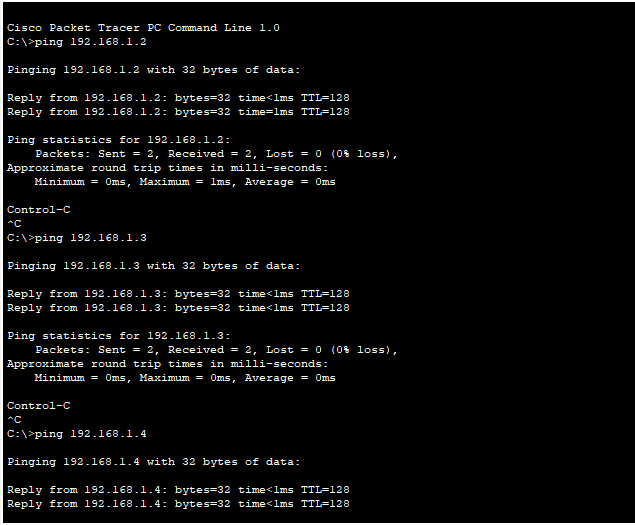 Cisco Packet Tracer PC Command Line 1.0
C:\>ping 192.168.1.2
Pinging 192.168.1.2 with 32 bytes of data:
Reply from 192.168.1.2: bytes=32 time<1ms TTL=128
Reply from 192.168.1.2: bytes=32 time=1ms TTL=128
Ping statistics for 192.168.1.2:
    Packets: Sent = 2, Received = 2, Lost = 0 (0% loss),
Approximate round trip times in milli-seconds:
    Minimum = 0ms, Maximum = 1ms, Average = 0ms
Control-C
^C
C:\>ping 192.168.1.3
Pinging 192.168.1.3 with 32 bytes of data:
Reply from 192.168.1.3: bytes=32 time<1ms TTL=128
Reply from 192.168.1.3: bytes=32 time<1ms TTL=128
Ping statistics for 192.168.1.3:
    Packets: Sent = 2, Received = 2, Lost = 0 (0% loss),
Approximate round trip times in milli-seconds:
    Minimum = 0ms, Maximum = 0ms, Average = 0ms
Control-C
^C
C:\>ping 192.168.1.4
Pinging 192.168.1.4 with 32 bytes of data:
Reply from 192.168.1.4: bytes=32 time<1ms TTL=128
Reply from 192.168.1.4: bytes=32 time<1ms TTL=128